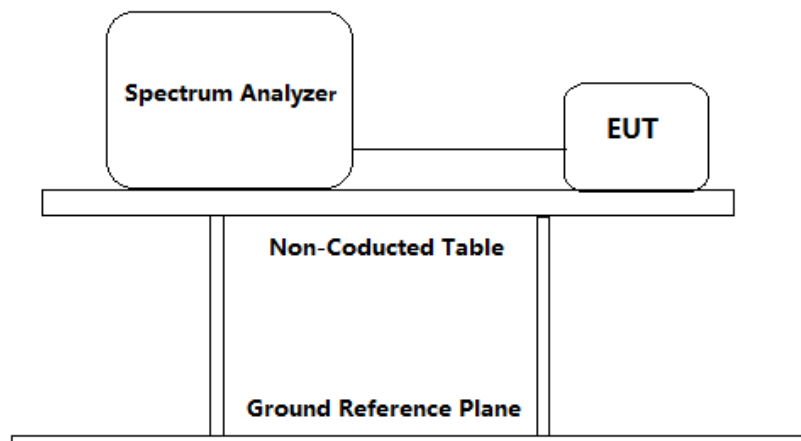 Spectrum Analyzer
EUT
Non-Coducted Table
Ground Reference Plane